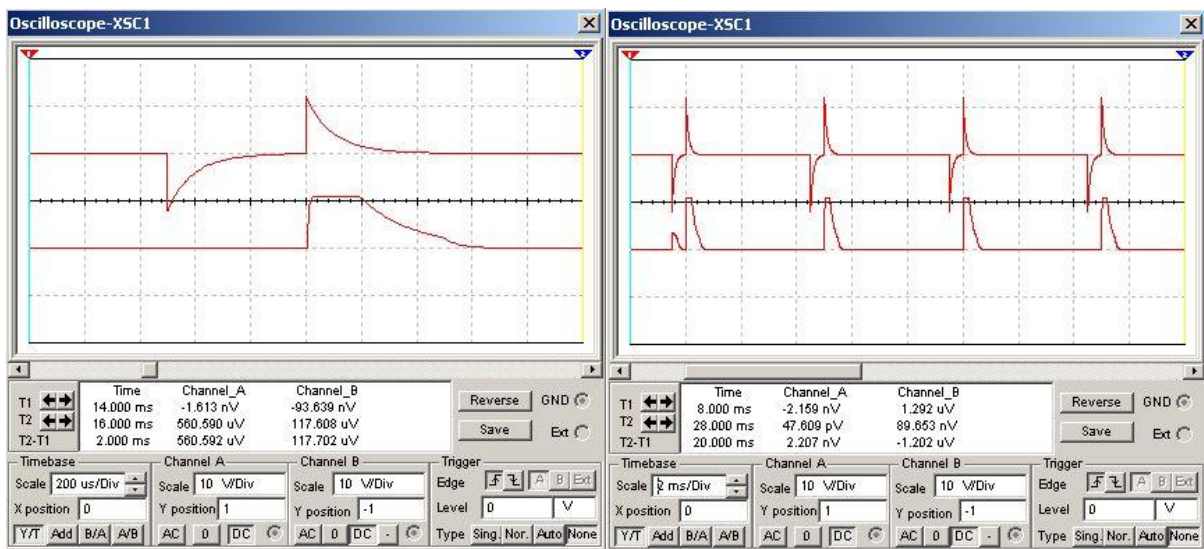 Oscilloscope-XSC1
1 2
Time Channel_A Channel_B
T1 14.000 ms -1.613 nV -93.639 nV
T2 16.000 ms 560.590 uV 117.608 uV
T2-T1 2.000 ms 560.592 uV 117.702 uV
Reverse GND
Save Ext
Timebase Channel A Channel B Trigger
Scale 200 us/Div Scale 10 V/Div Scale 10 V/Div Edge A B Ext
X position 0 Y position 1 Y position -1 Level 0 V
Y/T Add B/A A/B AC 0 DC AC 0 DC - Type Sing. Nor. Auto None
Oscilloscope-XSC1
1 2
Time Channel_A Channel_B
T1 8.000 ms -2.159 nV 1.292 uV
T2 28.000 ms 47.609 pV 89.653 nV
T2-T1 20.000 ms 2.207 nV -1.202 uV
Reverse GND
Save Ext
Timebase Channel A Channel B Trigger
Scale 2 ms/Div Scale 10 V/Div Scale 10 V/Div Edge A B Ext
X position 0 Y position 1 Y position -1 Level 0 V
Y/T Add B/A A/B AC 0 DC AC 0 DC - Type Sing. Nor. Auto None